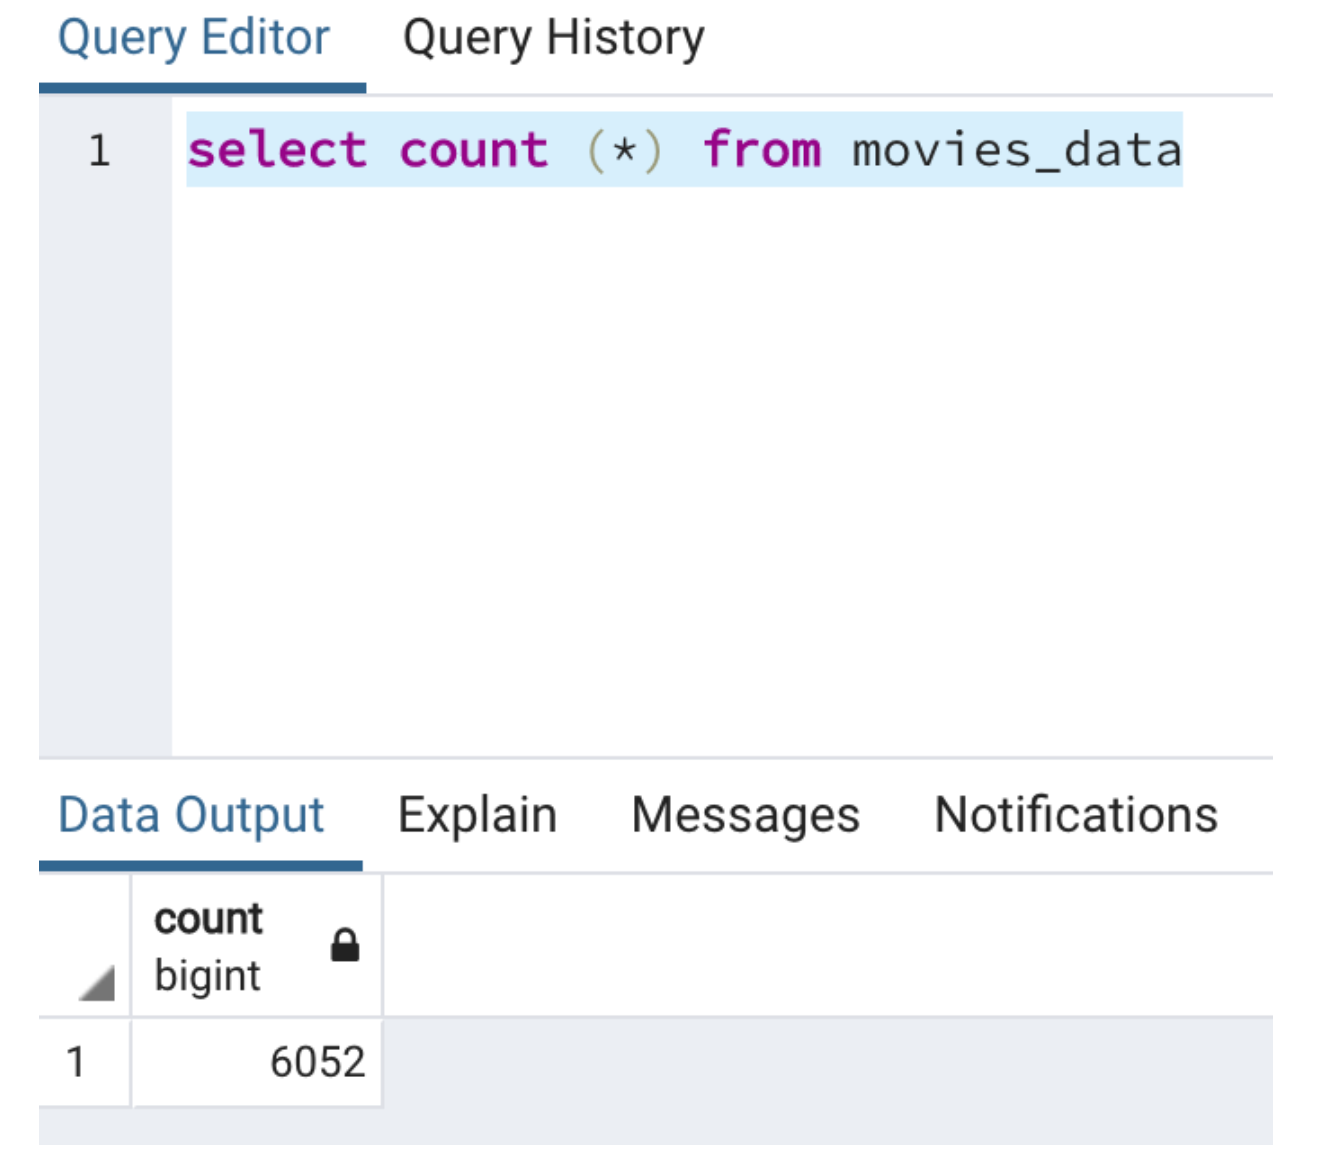 Query Editor Query History
1 select count (*) from movies_data
Data Output Explain Messages Notifications
count
bigint
1 6052